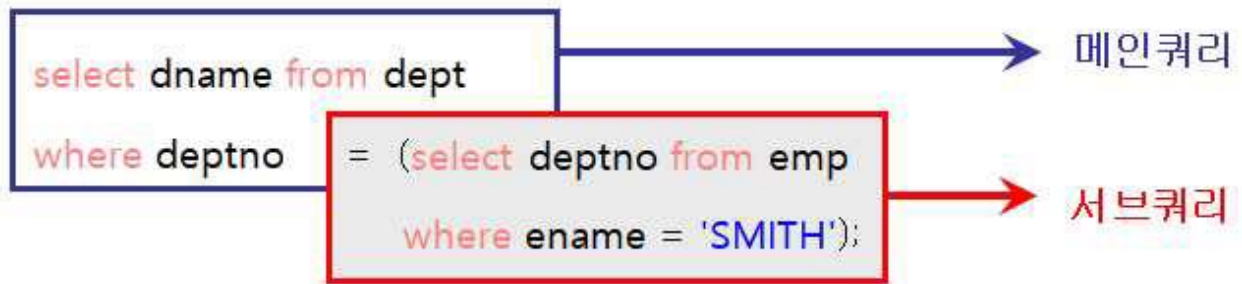 select dname from dept
메인쿼리
where deptno = (select deptno from emp
where ename = 'SMITH');
서브쿼리